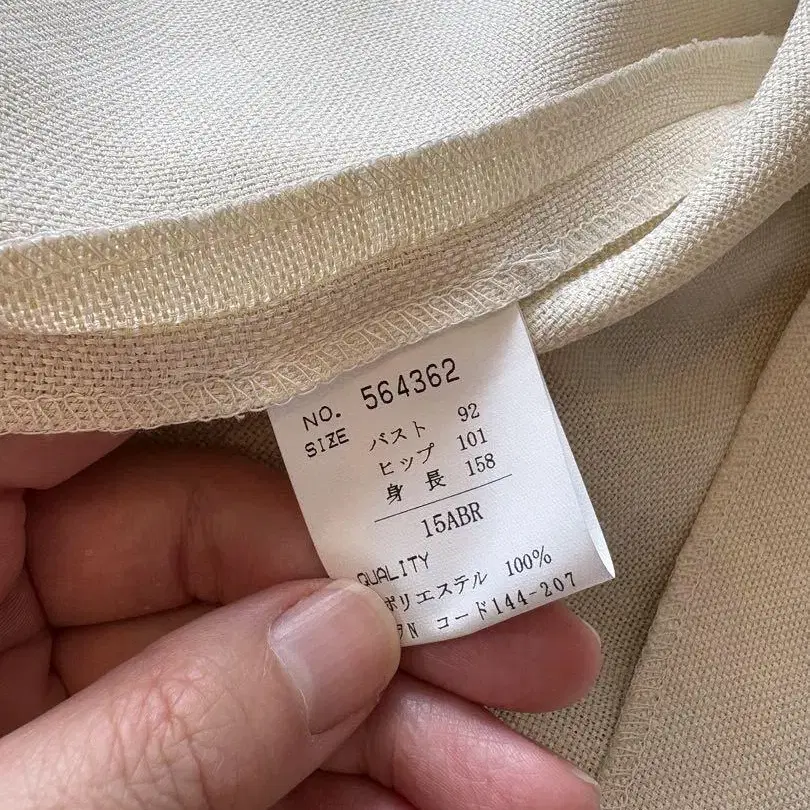 NO. 564362
SIZE バスト 92
ヒップ 101
身長 158
15ABR
QUALITY
ポリエステル 100%
N コード144-207